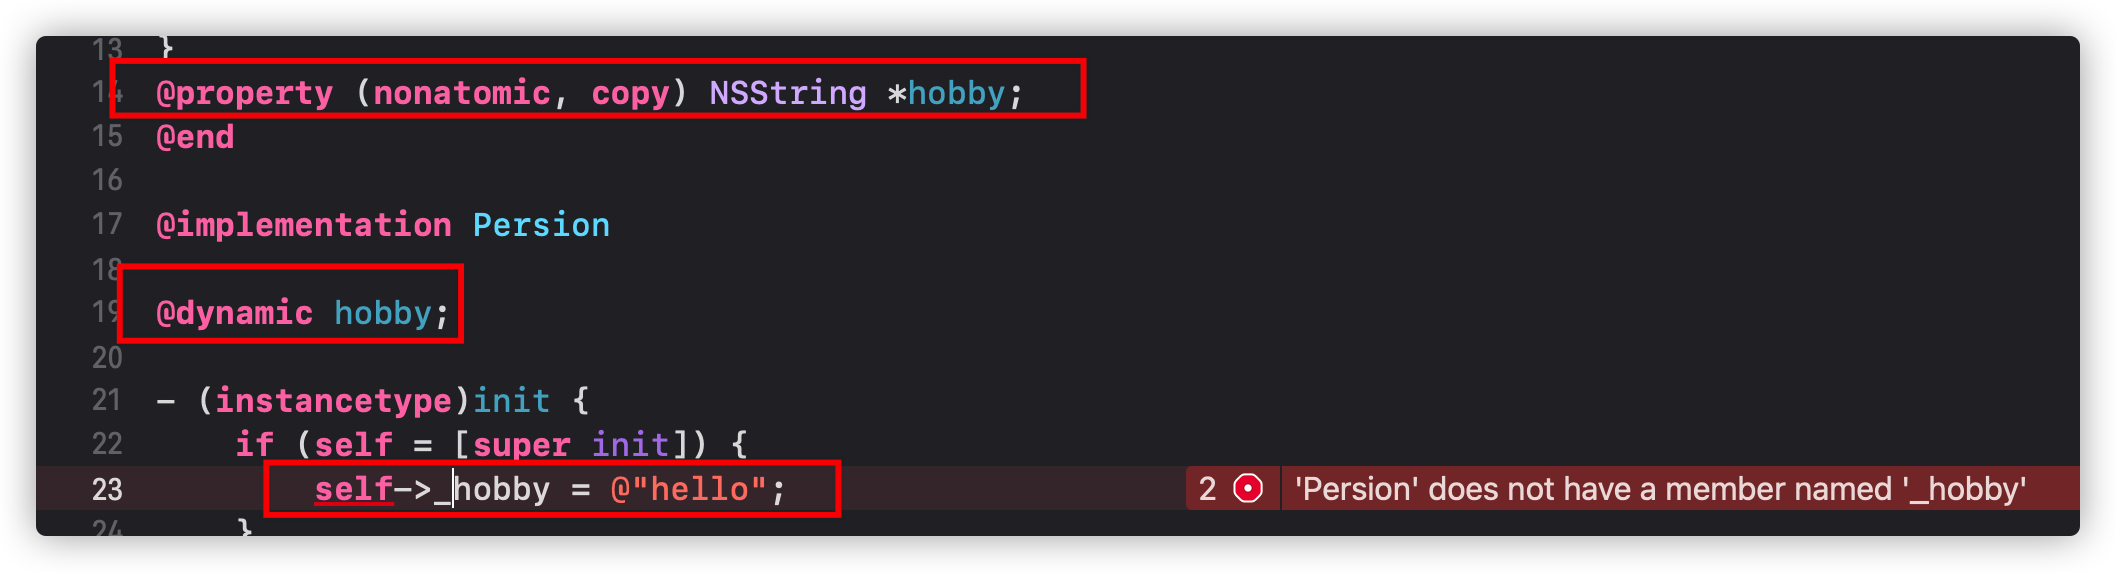 13 }
14 @property (nonatomic, copy) NSString *hobby;
15 @end
16
17 @implementation Persion
18
19 @dynamic hobby;
20
21 - (instancetype)init {
22 if (self = [super init]) {
23 self->_hobby = @"hello"; 2 'Persion' does not have a member named '_hobby'
24 }